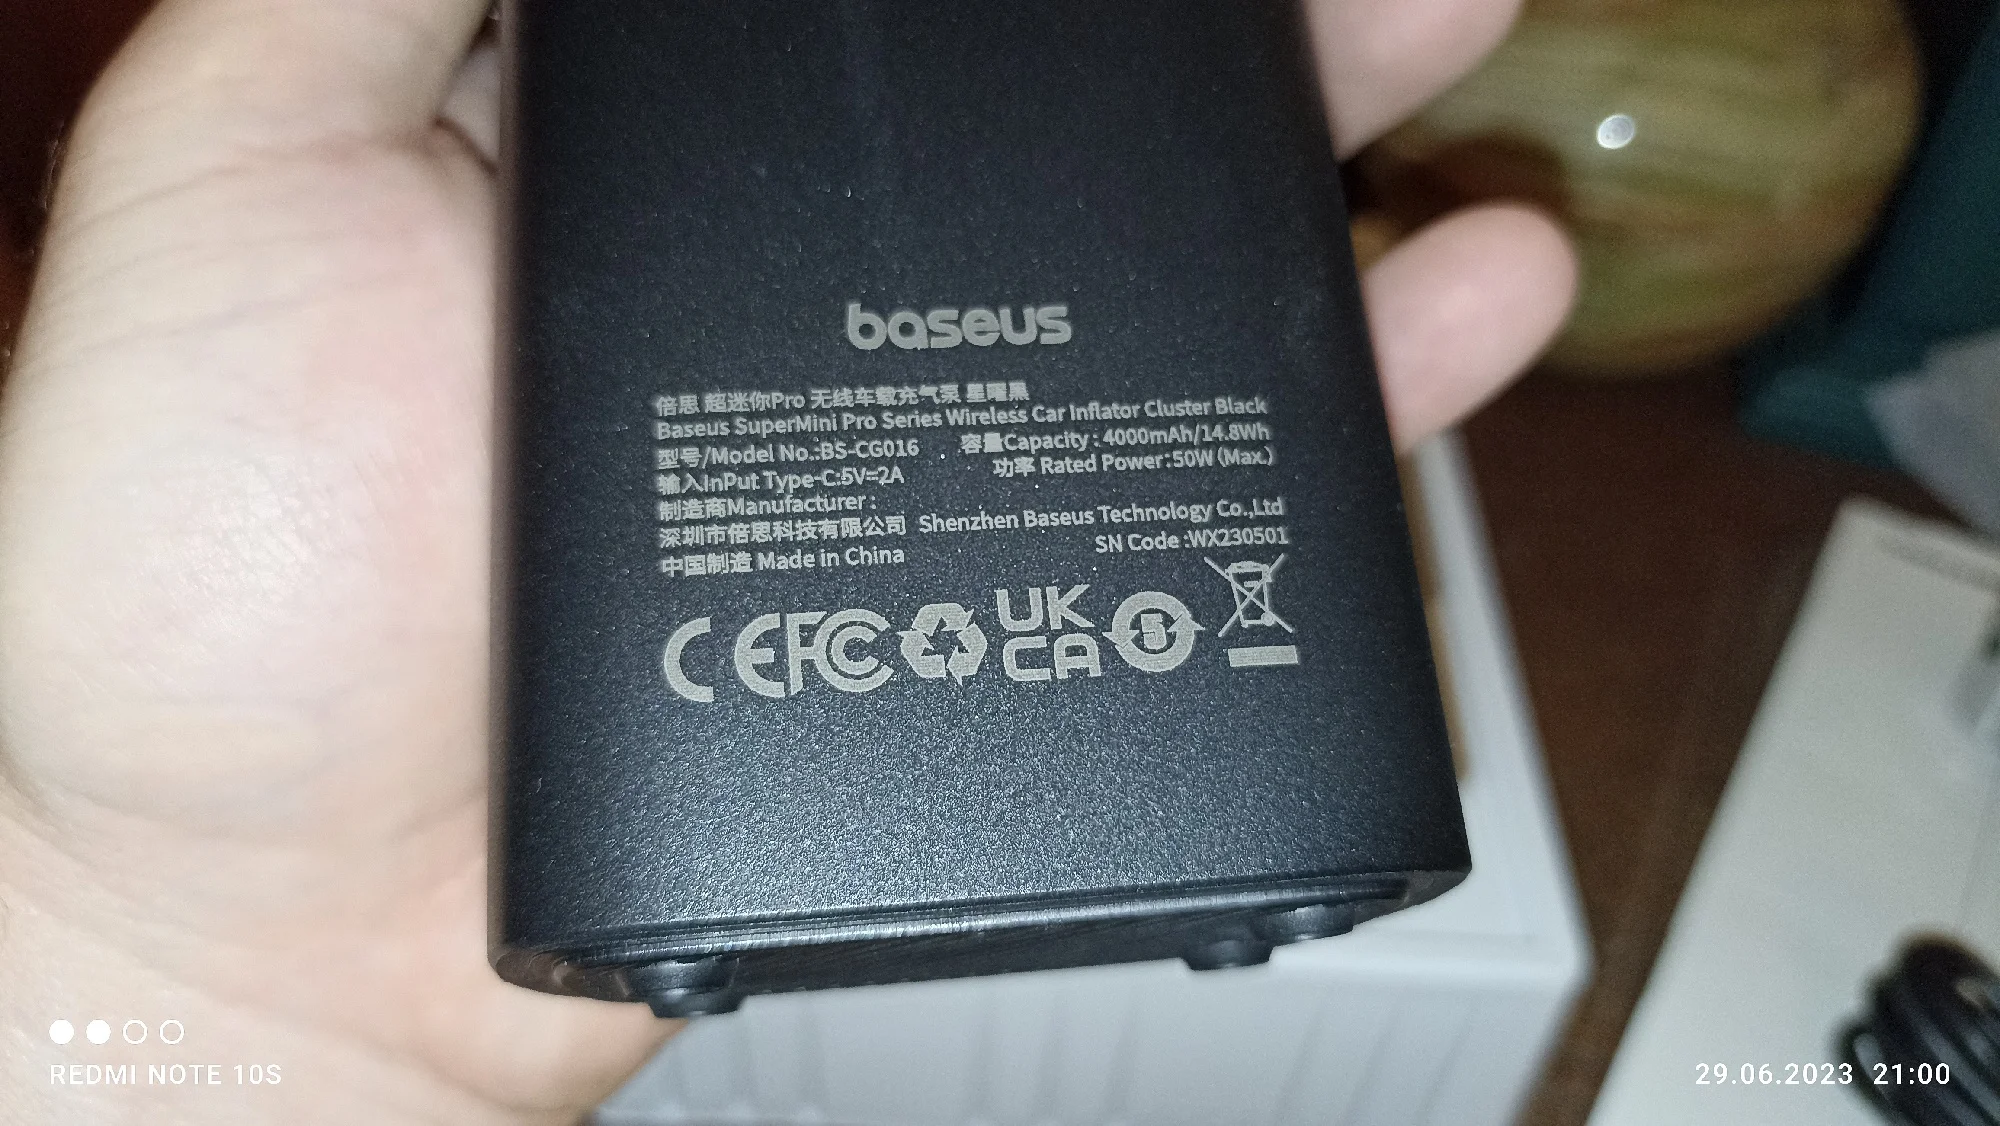 baseus
倍思 超迷你Pro 无线车载充气泵 星曜黑
Baseus SuperMini Pro Series Wireless Car Inflator Cluster Black
型号/Model No.:BS-CG016 容量Capacity : 4000mAh/14.8Wh
输入InPut Type-C:5V=2A 功率 Rated Power:50W(Max.)
制造商Manufacturer :
深圳市倍思科技有限公司 Shenzhen Baseus Technology Co.,Ltd
中国制造 Made in China SN Code :WX230501
CE FC UK CA 5
REDMI NOTE 10S
29.06.2023 21:00